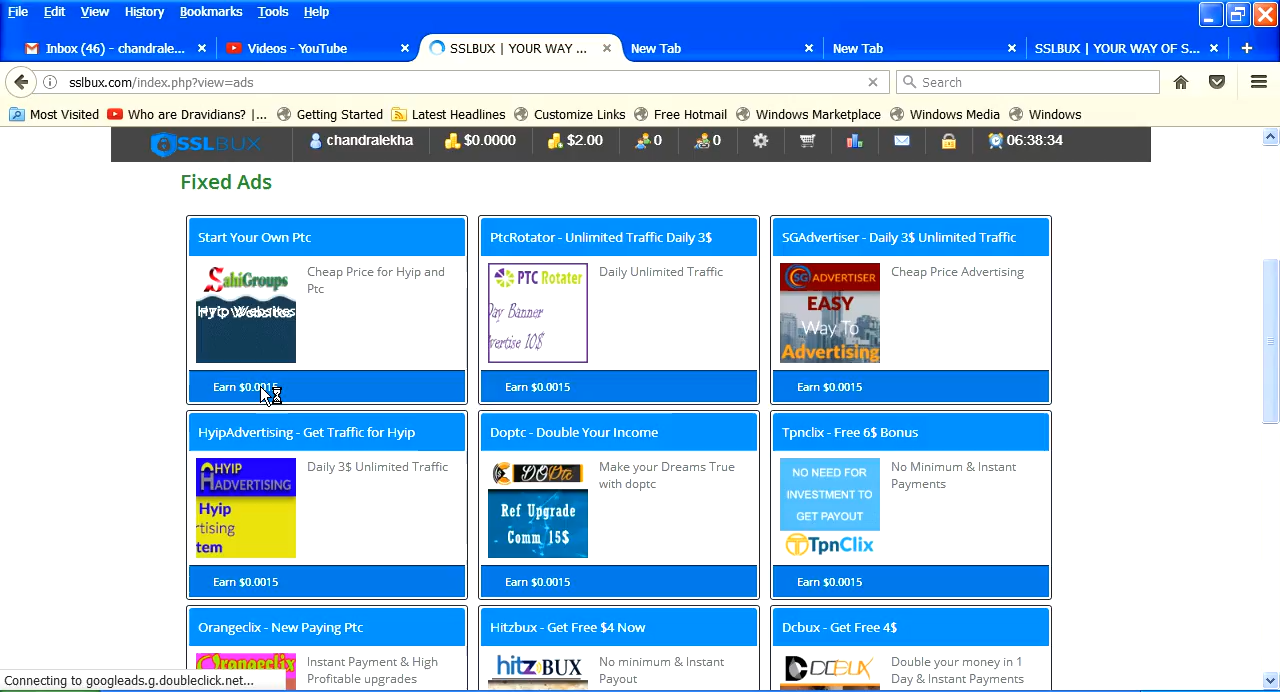 File Edit View History Bookmarks Tools Help
Inbox (46) - chandrale... Videos - YouTube SSLBUX | YOUR WAY ... New Tab New Tab SSLBUX | YOUR WAY OF S...
sslbux.com/index.php?view=ads Search
Most Visited Who are Dravidians? |... Getting Started Latest Headlines Customize Links Free Hotmail Windows Marketplace Windows Media Windows
SSLBUX chandralekha $0.0000 $2.00 0 0 06:38:34
Fixed Ads
Start Your Own Ptc
SahiGroups
Cheap Price for Hyip and
Ptc
Earn $0.0015
PtcRotator - Unlimited Traffic Daily 3$
PTC Rotater
Day Banner
vertise 10$
Daily Unlimited Traffic
Earn $0.0015
SGAdvertiser - Daily 3$ Unlimited Traffic
SG ADVERTISER
EASY
Way To
Advertising
Cheap Price Advertising
Earn $0.0015
HyipAdvertising - Get Traffic for Hyip
HYIP
ADVERTISING
Hyip
rtising
tem
Daily 3$ Unlimited Traffic
Earn $0.0015
Doptc - Double Your Income
DOPtc
Ref Upgrade
Comm 15$
Make your Dreams True
with doptc
Earn $0.0015
Tpnclix - Free 6$ Bonus
NO NEED FOR
INVESTMENT TO
GET PAYOUT
TpnClix
No Minimum & Instant
Payments
Earn $0.0015
Orangeclix - New Paying Ptc
Orangeclix
Instant Payment & High
Profitable upgrades
Hitzbux - Get Free $4 Now
hitzBUX
No minimum & Instant
Payout
Dcbux - Get Free 4$
DCBUX
Double your money in 1
Day & Instant Payments
Connecting to googleads.g.doubleclick.net...